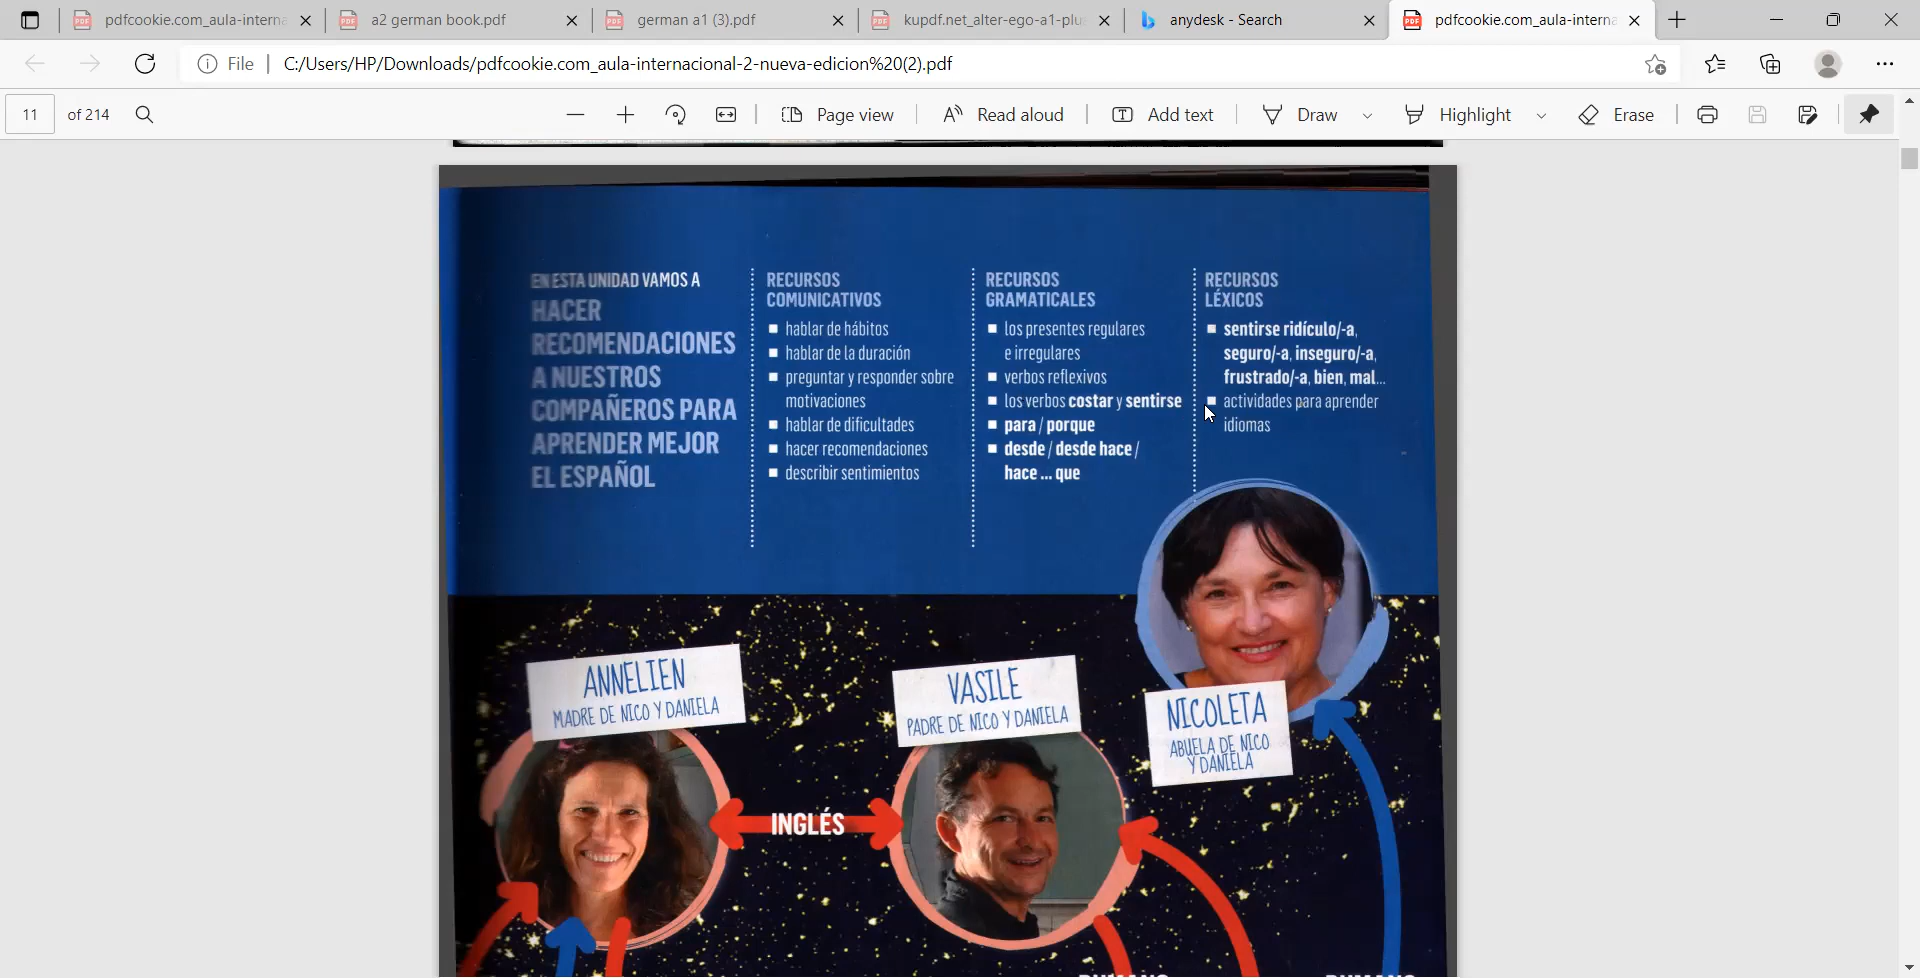 pdfcookie.com_aula-interna
a2 german book.pdf
german a1 (3).pdf
kupdf.net_alter-ego-a1-plu
anydesk - Search
pdfcookie.com_aula-interna
File
C:/Users/HP/Downloads/pdfcookie.com_aula-internacional-2-nueva-edicion%20(2).pdf
11 of 214
Page view
Read aloud
Add text
Draw
Highlight
Erase
EN ESTA UNIDAD VAMOS A
HACER
RECOMENDACIONES
A NUESTROS
COMPAÑEROS PARA
APRENDER MEJOR
EL ESPAÑOL
RECURSOS
COMUNICATIVOS
hablar de hábitos
hablar de la duración
preguntar y responder sobre
motivaciones
hablar de dificultades
hacer recomendaciones
describir sentimientos
RECURSOS
GRAMATICALES
los presentes regulares
e irregulares
verbos reflexivos
los verbos costar y sentirse
para / porque
desde / desde hace /
hace ... que
RECURSOS
LÉXICOS
sentirse ridículo/-a,
seguro/-a, inseguro/-a,
frustrado/-a, bien, mal...
actividades para aprender
idiomas
ANNELIEN
MADRE DE NICO Y DANIELA
VASILE
PADRE DE NICO Y DANIELA
NICOLETA
ABUELA DE NICO
Y DANIELA
INGLÉS